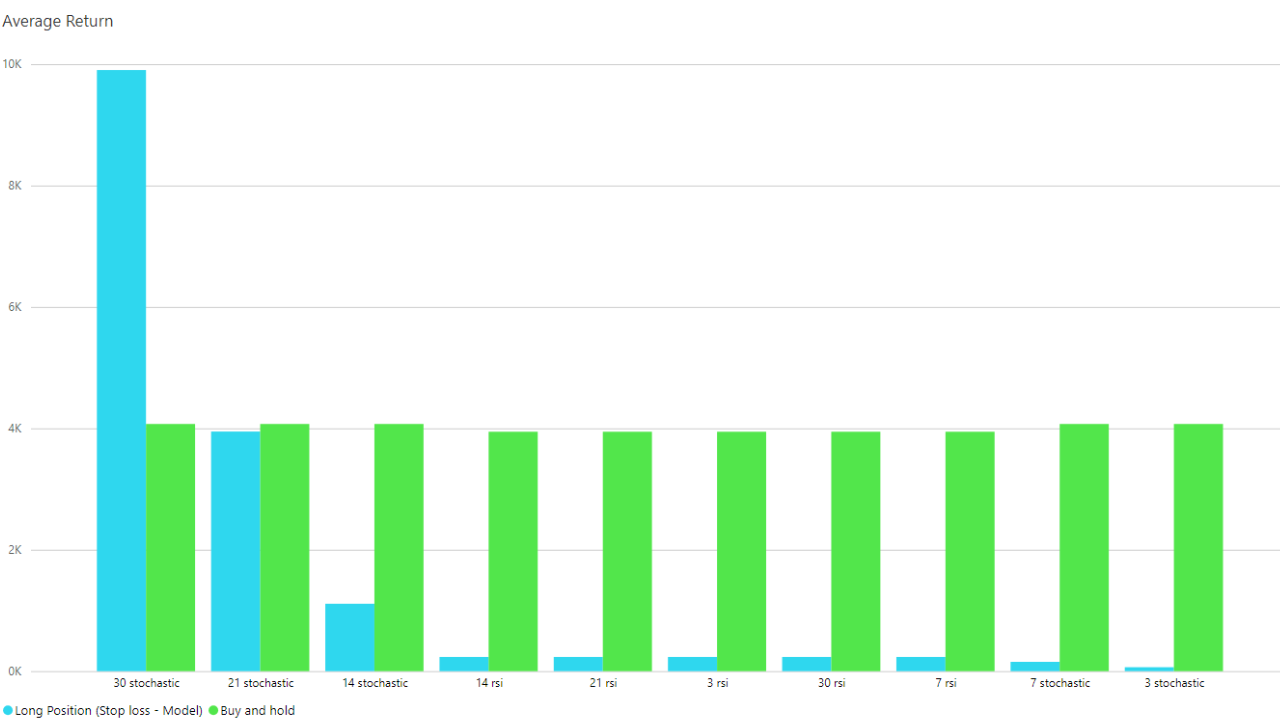 Average Return
10K
8K
6K
4K
2K
0K
30 stochastic 21 stochastic 14 stochastic 14 rsi 21 rsi 3 rsi 30 rsi 7 rsi 7 stochastic 3 stochastic
Long Position (Stop loss - Model) Buy and hold